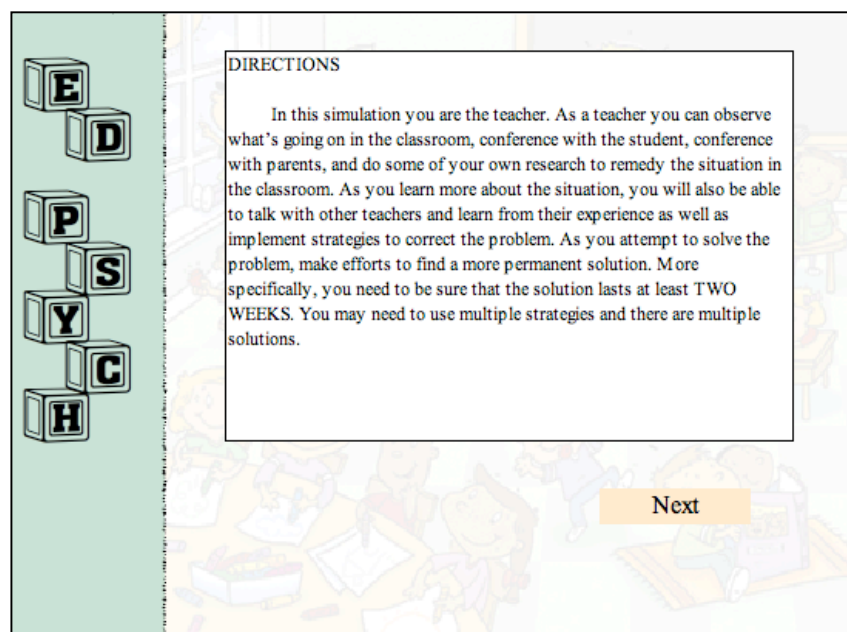 E
D
P
S
Y
C
H
DIRECTIONS
In this simulation you are the teacher. As a teacher you can observe
what's going on in the classroom, conference with the student, conference
with parents, and do some of your own research to remedy the situation in
the classroom. As you learn more about the situation, you will also be able
to talk with other teachers and learn from their experience as well as
implement strategies to correct the problem. As you attempt to solve the
problem, make efforts to find a more permanent solution. More
specifically, you need to be sure that the solution lasts at least TWO
WEEKS. You may need to use multiple strategies and there are multiple
solutions.
Next